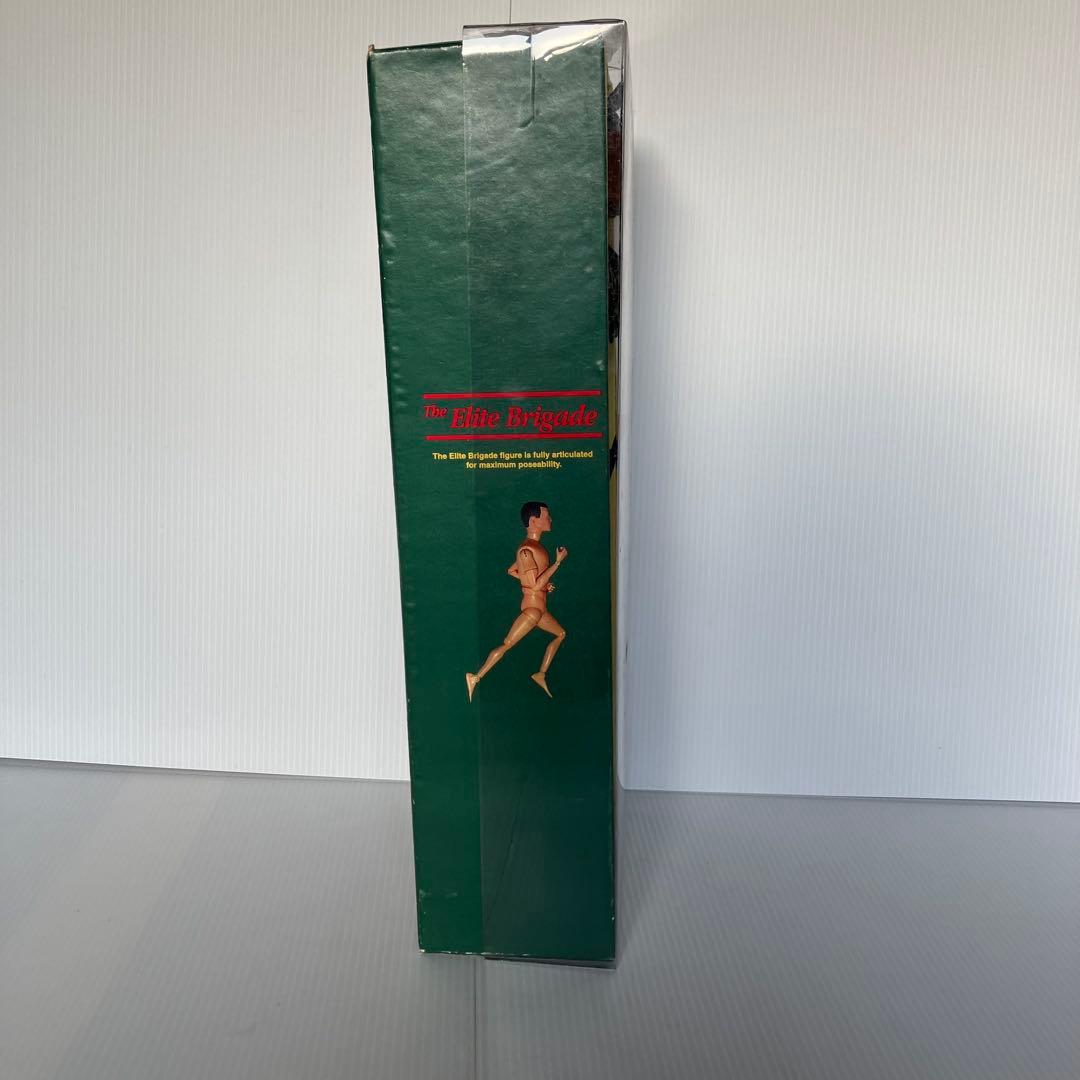 The Elite Brigade
The Elite Brigade figure is fully articulated
for maximum poseability.